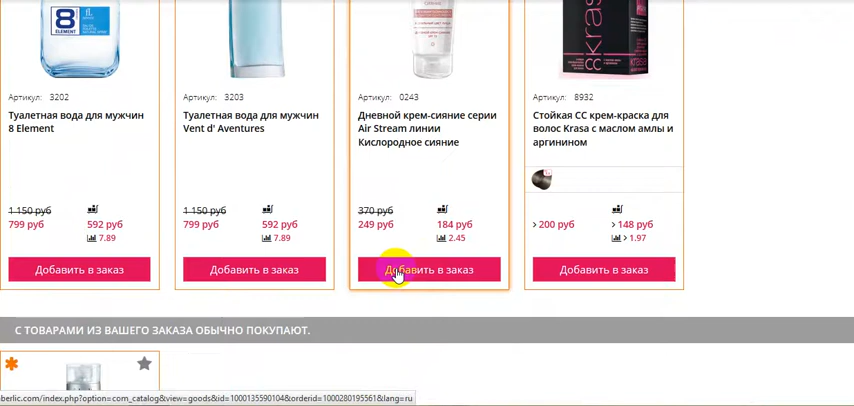 8
ELEMENT
krasa
Артикул: 3202
Туалетная вода для мужчин
8 Element
1 150 руб
799 руб
592 руб
7.89
Добавить в заказ
Артикул: 3203
Туалетная вода для мужчин
Vent d' Aventures
1 150 руб
799 руб
592 руб
7.89
Добавить в заказ
Артикул: 0243
Дневной крем-сияние серии
Air Stream линии
Кислородное сияние
370 руб
249 руб
184 руб
2.45
Добавить в заказ
Артикул: 8932
Стойкая СС крем-краска для
волос Krasa с маслом амлы и
аргинином
> 200 руб
> 148 руб
> 1.97
Добавить в заказ
С ТОВАРАМИ ИЗ ВАШЕГО ЗАКАЗА ОБЫЧНО ПОКУПАЮТ.
berlic.com/index.php?option=com_catalog&view=goods&id=1000135590104&orderid=1000280195561&lang=ru